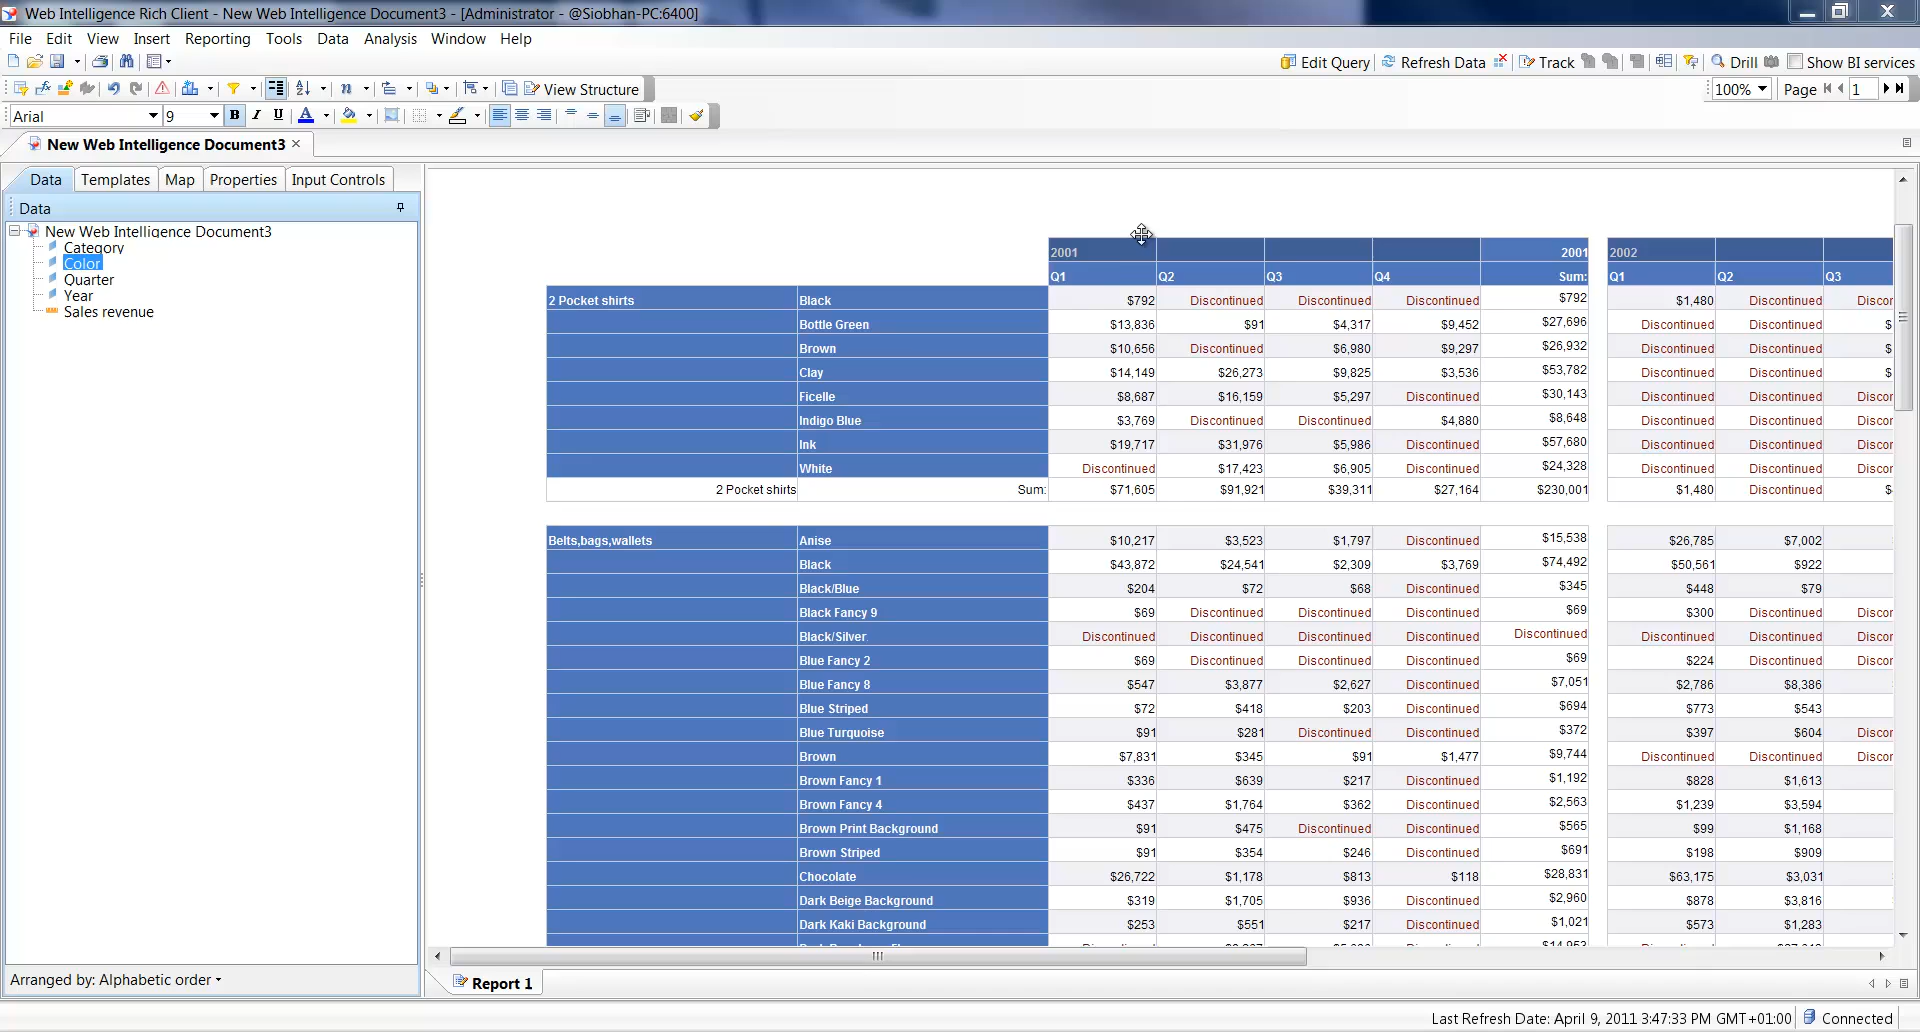 Web Intelligence Rich Client - New Web Intelligence Document3 - [Administrator - @Siobhan-PC:6400]
File Edit View Insert Reporting Tools Data Analysis Window Help
Edit Query Refresh Data Track Drill Show BI services
View Structure 100% Page 1
Arial 9 B I U A
New Web Intelligence Document3
Data Templates Map Properties Input Controls
Data
New Web Intelligence Document3
Category
Color
Quarter
Year
Sales revenue
2001 2001 2002
Q1 Q2 Q3 Q4 Sum: Q1 Q2 Q3
2 Pocket shirts Black $792 Discontinued Discontinued Discontinued $792 $1,480 Discontinued Discor
Bottle Green $13,836 $91 $4,317 $9,452 $27,696 Discontinued Discontinued $
Brown $10,656 Discontinued $6,980 $9,297 $26,932 Discontinued Discontinued $
Clay $14,149 $26,273 $9,825 $3,536 $53,782 Discontinued Discontinued $
Ficelle $8,687 $16,159 $5,297 Discontinued $30,143 Discontinued Discontinued Discor
Indigo Blue $3,769 Discontinued Discontinued $4,880 $8,648 Discontinued Discontinued Discor
Ink $19,717 $31,976 $5,986 Discontinued $57,680 Discontinued Discontinued Discor
White Discontinued $17,423 $6,905 Discontinued $24,328 Discontinued Discontinued Discor
2 Pocket shirts Sum: $71,605 $91,921 $39,311 $27,164 $230,001 $1,480 Discontinued $
Belts,bags,wallets Anise $10,217 $3,523 $1,797 Discontinued $15,538 $26,785 $7,002
Black $43,872 $24,541 $2,309 $3,769 $74,492 $50,561 $922
Black/Blue $204 $72 $68 Discontinued $345 $448 $79
Black Fancy 9 $69 Discontinued Discontinued Discontinued $69 $300 Discontinued Discor
Black/Silver Discontinued Discontinued Discontinued Discontinued Discontinued Discontinued Discontinued Discor
Blue Fancy 2 $69 Discontinued Discontinued Discontinued $69 $224 Discontinued Discor
Blue Fancy 8 $547 $3,877 $2,627 Discontinued $7,051 $2,786 $8,386
Blue Striped $72 $418 $203 Discontinued $694 $773 $543
Blue Turquoise $91 $281 Discontinued Discontinued $372 $397 $604 Discor
Brown $7,831 $345 $91 $1,477 $9,744 Discontinued Discontinued Discor
Brown Fancy 1 $336 $639 $217 Discontinued $1,192 $828 $1,613
Brown Fancy 4 $437 $1,764 $362 Discontinued $2,563 $1,239 $3,594
Brown Print Background $91 $475 Discontinued Discontinued $565 $99 $1,168
Brown Striped $91 $354 $246 Discontinued $691 $198 $909
Chocolate $26,722 $1,178 $813 $118 $28,831 $63,175 $3,031
Dark Beige Background $319 $1,705 $936 Discontinued $2,960 $878 $3,816
Dark Kaki Background $253 $551 $217 Discontinued $1,021 $573 $1,283
Arranged by: Alphabetic order
Report 1
Last Refresh Date: April 9, 2011 3:47:33 PM GMT+01:00 Connected